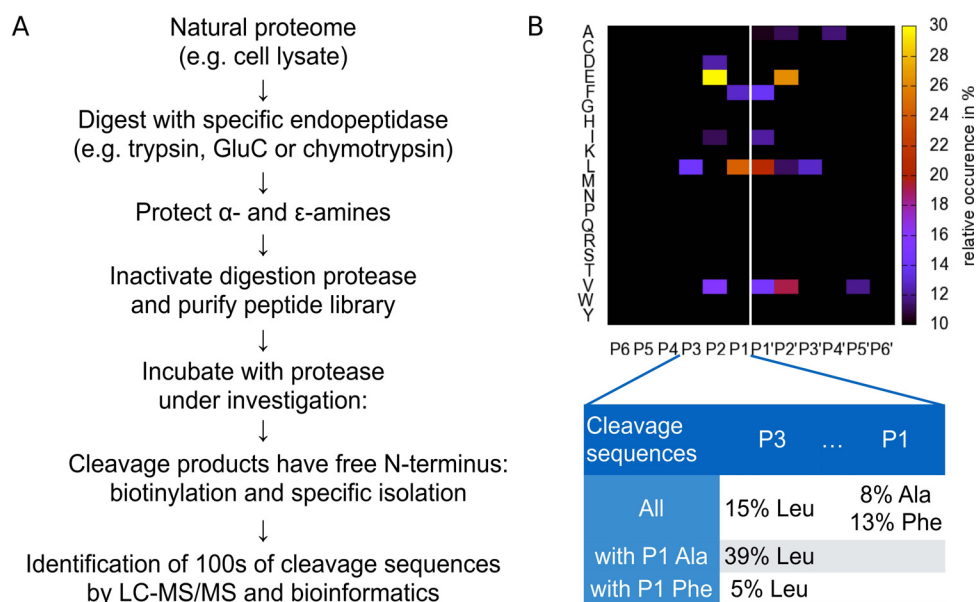 A
Natural proteome
(e.g. cell lysate)
↓
Digest with specific endopeptidase
(e.g. trypsin, GluC or chymotrypsin)
↓
Protect α- and ε-amines
↓
Inactivate digestion protease
and purify peptide library
↓
Incubate with protease
under investigation:
↓
Cleavage products have free N-terminus:
biotinylation and specific isolation
↓
Identification of 100s of cleavage sequences
by LC-MS/MS and bioinformatics
B
A
C
D
E
F
G
H
I
K
L
M
N
P
Q
R
S
T
V
W
Y
P6 P5 P4 P3 P2 P1 P1' P2' P3' P4' P5' P6'
30
28
26
24
22
20
18
16
14
12
10
relative occurence in %
Cleavage
sequences
P3 … P1
All 15% Leu 8% Ala
13% Phe
with P1 Ala 39% Leu
with P1 Phe 5% Leu